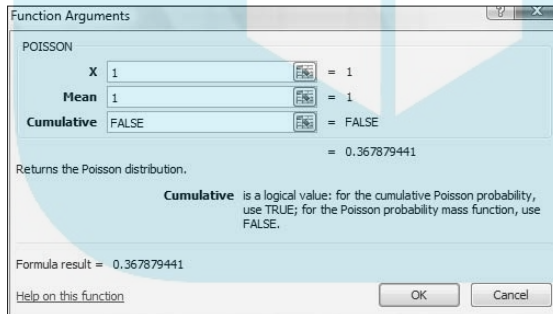 Function Arguments
POISSON
X 1 = 1
Mean 1 = 1
Cumulative FALSE = FALSE
= 0.367879441
Returns the Poisson distribution.
Cumulative is a logical value: for the cumulative Poisson probability,
use TRUE; for the Poisson probability mass function, use
FALSE.
Formula result = 0.367879441
Help on this function OK Cancel